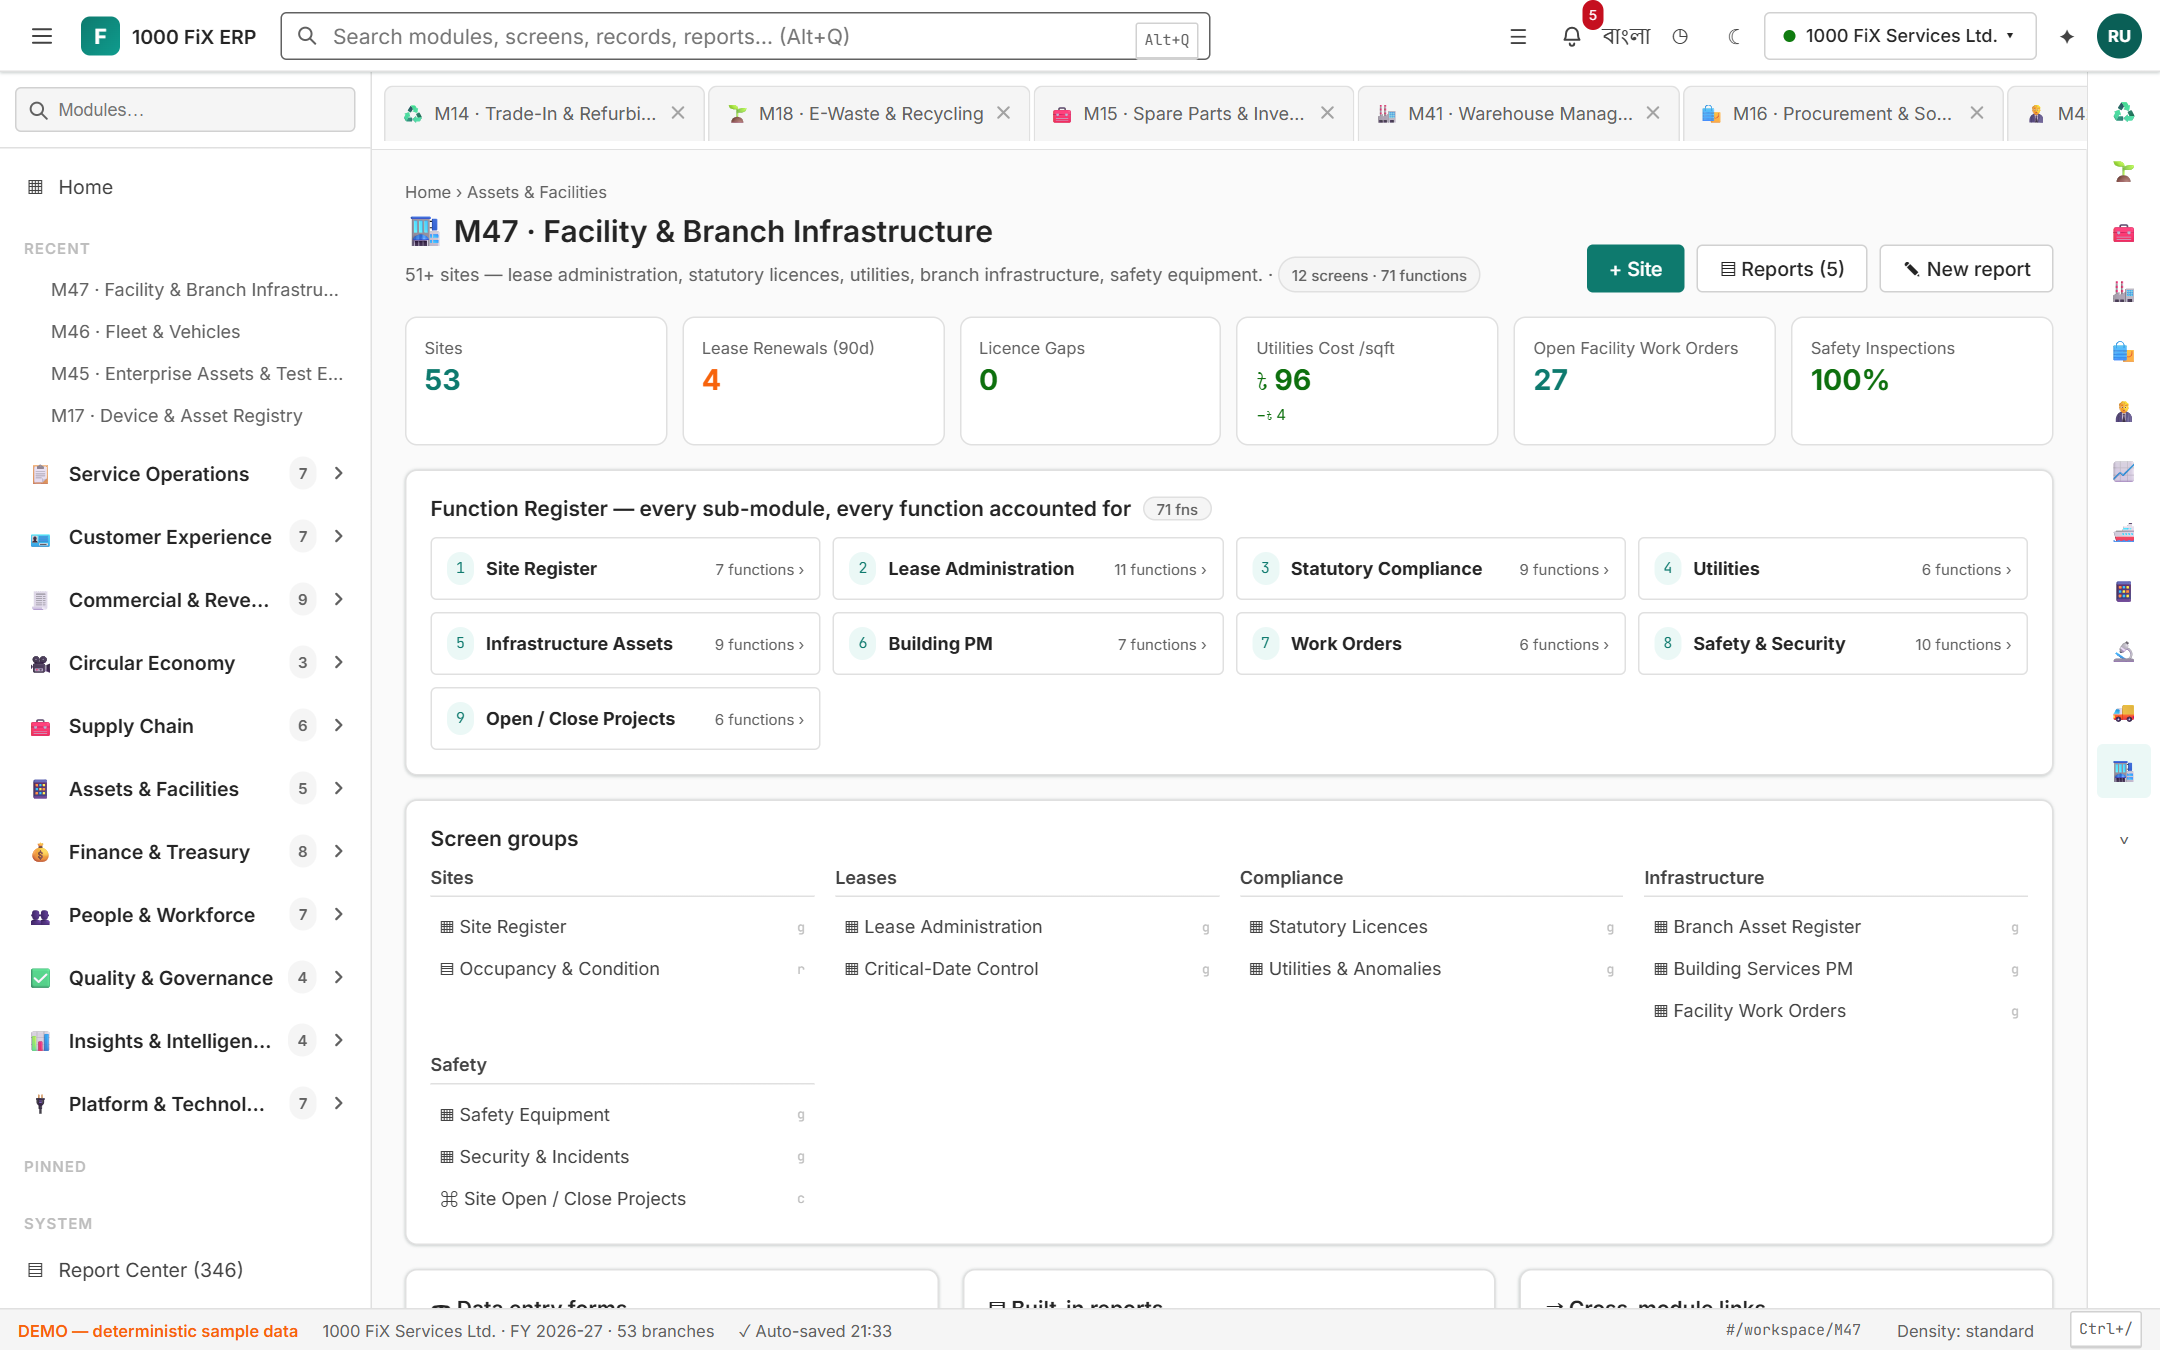 F 1000 FiX ERP Search modules, screens, records, reports... (Alt+Q) Alt+Q 5 বাংলা 1000 FiX Services Ltd. RU
Modules...
M14 · Trade-In & Refurbi... M18 · E-Waste & Recycling M15 · Spare Parts & Inve... M41 · Warehouse Manag... M16 · Procurement & So... M4
Home
RECENT
M47 · Facility & Branch Infrastru...
M46 · Fleet & Vehicles
M45 · Enterprise Assets & Test E...
M17 · Device & Asset Registry
Service Operations 7
Customer Experience 7
Commercial & Reve... 9
Circular Economy 3
Supply Chain 6
Assets & Facilities 5
Finance & Treasury 8
People & Workforce 7
Quality & Governance 4
Insights & Intelligen... 4
Platform & Technol... 7
PINNED
SYSTEM
Report Center (346)
Home › Assets & Facilities
M47 · Facility & Branch Infrastructure
51+ sites — lease administration, statutory licences, utilities, branch infrastructure, safety equipment. · 12 screens · 71 functions
+ Site Reports (5) New report
Sites
53
Lease Renewals (90d)
4
Licence Gaps
0
Utilities Cost /sqft
৳ 96
−৳ 4
Open Facility Work Orders
27
Safety Inspections
100%
Function Register — every sub-module, every function accounted for 71 fns
1 Site Register 7 functions ›
2 Lease Administration 11 functions ›
3 Statutory Compliance 9 functions ›
4 Utilities 6 functions ›
5 Infrastructure Assets 9 functions ›
6 Building PM 7 functions ›
7 Work Orders 6 functions ›
8 Safety & Security 10 functions ›
9 Open / Close Projects 6 functions ›
Screen groups
Sites
Site Register g
Occupancy & Condition r
Leases
Lease Administration g
Critical-Date Control g
Compliance
Statutory Licences g
Utilities & Anomalies g
Infrastructure
Branch Asset Register g
Building Services PM g
Facility Work Orders g
Safety
Safety Equipment g
Security & Incidents g
Site Open / Close Projects c
Data entry forms
Built-in reports
Cross-module links
DEMO — deterministic sample data 1000 FiX Services Ltd. · FY 2026-27 · 53 branches ✓ Auto-saved 21:33 #/workspace/M47 Density: standard Ctrl+/